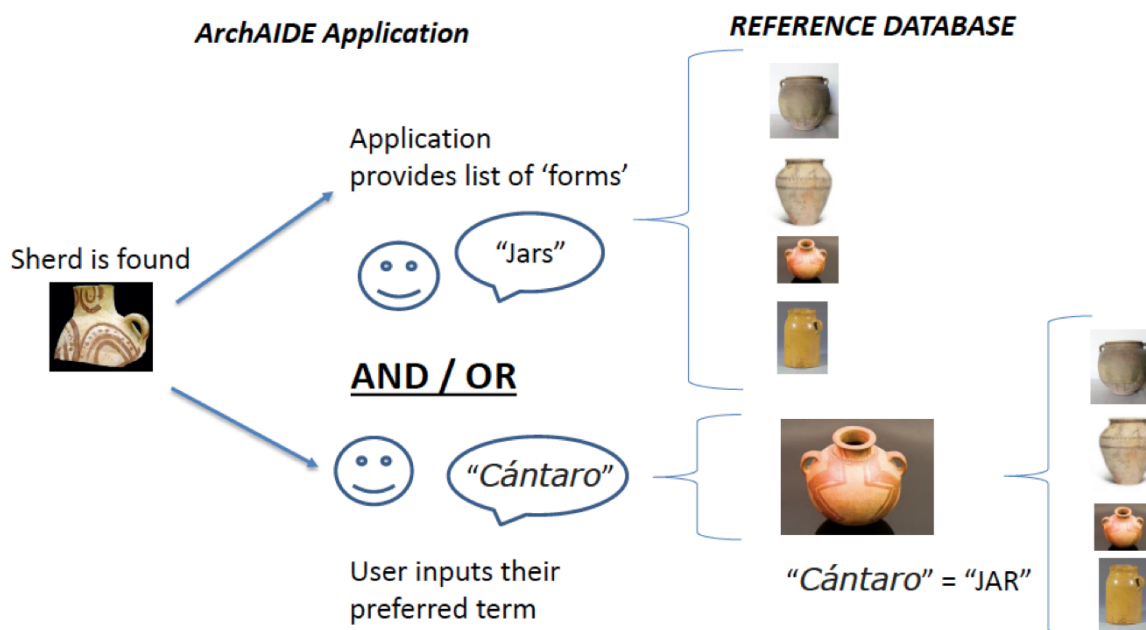 ArchAIDE Application
REFERENCE DATABASE
Application
provides list of ‘forms’
“Jars”
Sherd is found
AND / OR
“Cántaro”
User inputs their
preferred term
“Cántaro” = “JAR”